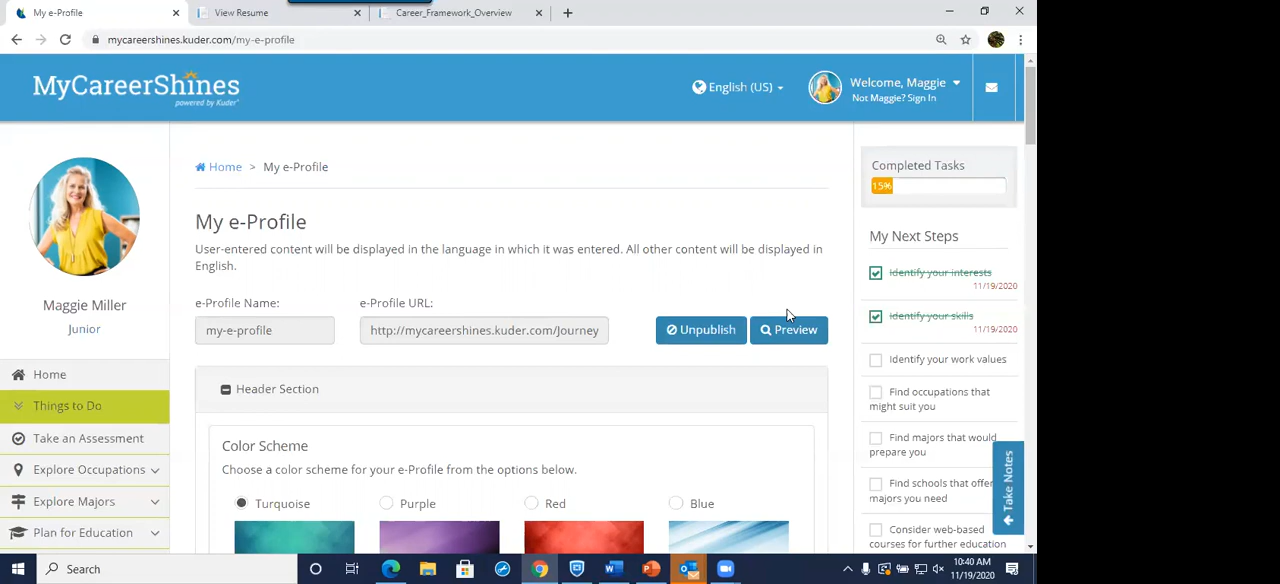 My e-Profile
View Resume
Career_Framework_Overview
mycareershines.kuder.com/my-e-profile
MyCareerShines
powered by Kuder®
English (US)
Welcome, Maggie
Not Maggie? Sign In
Maggie Miller
Junior
Home
Things to Do
Take an Assessment
Explore Occupations
Explore Majors
Plan for Education
Home > My e-Profile
My e-Profile
User-entered content will be displayed in the language in which it was entered. All other content will be displayed in
English.
e-Profile Name:
e-Profile URL:
my-e-profile
http://mycareershines.kuder.com/Journey
Unpublish
Preview
Header Section
Color Scheme
Choose a color scheme for your e-Profile from the options below.
Turquoise
Purple
Red
Blue
Completed Tasks
15%
My Next Steps
Identify your interests
11/19/2020
Identify your skills
11/19/2020
Identify your work values
Find occupations that
might suit you
Find majors that would
prepare you
Find schools that offer
majors you need
Consider web-based
courses for further education
Take Notes
Search
10:40 AM
11/19/2020